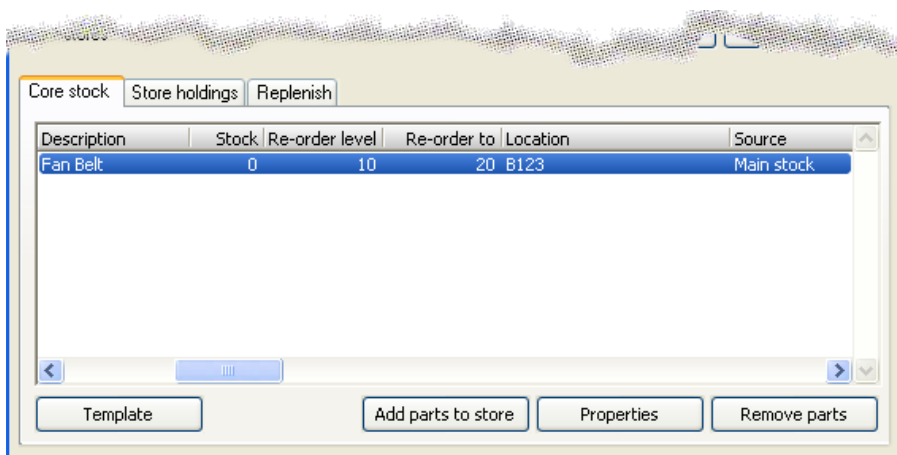 stores
Core stock Store holdings Replenish
Description Stock Re-order level Re-order to Location Source
Fan Belt 0 10 20 B123 Main stock
Template Add parts to store Properties Remove parts